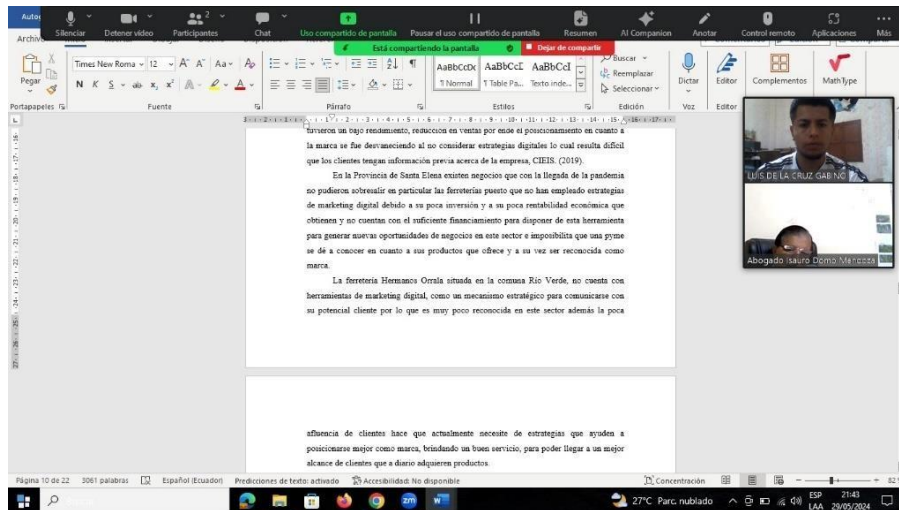 Silenciar Detener video Participantes 2 Chat Uso compartido de pantalla Pausar el uso compartido de pantalla Resumen AI Companion Anotar Control remoto Aplicaciones Más
Está compartiendo la pantalla Dejar de compartir
Pegar
Times New Roma 12
N K S
AaBbCcDc AaBbCcI AaBbCcI
¶ Normal ¶ Table Pa... Texto inde...
Buscar
Reemplazar
Seleccionar
Dictar Editor Complementos MathType
Portapapeles Fuente Párrafo Estilos Edición Voz Editor
LUIS DE LA CRUZ GABINO
Abogado Isauro Domo Mendoza
tuvieron un bajo rendimiento, reducción en ventas por ende el posicionamiento en cuanto a
la marca se fue desvaneciendo al no considerar estrategias digitales lo cual resulta difícil
que los clientes tengan información previa acerca de la empresa, CIEIS. (2019).
En la Provincia de Santa Elena existen negocios que con la llegada de la pandemia
no pudieron sobresalir en particular las ferreterías puesto que no han empleado estrategias
de marketing digital debido a su poca inversión y a su poca rentabilidad económica que
obtienen y no cuentan con el suficiente financiamiento para disponer de esta herramienta
para generar nuevas oportunidades de negocios en este sector e imposibilita que una pyme
se dé a conocer en cuanto a sus productos que ofrece y a su vez ser reconocida como
marca.
La ferretería Hermanos Orrala situada en la comuna Río Verde, no cuenta con
herramientas de marketing digital, como un mecanismo estratégico para comunicarse con
su potencial cliente por lo que es muy poco reconocida en este sector además la poca
afluencia de clientes hace que actualmente necesite de estrategias que ayuden a
posicionarse mejor como marca, brindando un buen servicio, para poder llegar a un mejor
alcance de clientes que a diario adquieren productos.
Página 10 de 22 3061 palabras Español (Ecuador) Predicciones de texto: activado Accesibilidad: No disponible Concentración
27°C Parc. nublado ESP 21:43
LAA 29/05/2024